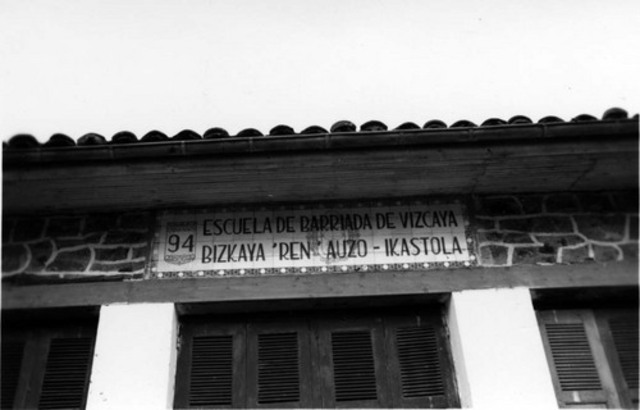 94
ESCUELA DE BARRIADA DE VIZCAYA
BIZKAYA 'REN' AUZO - IKASTOLA